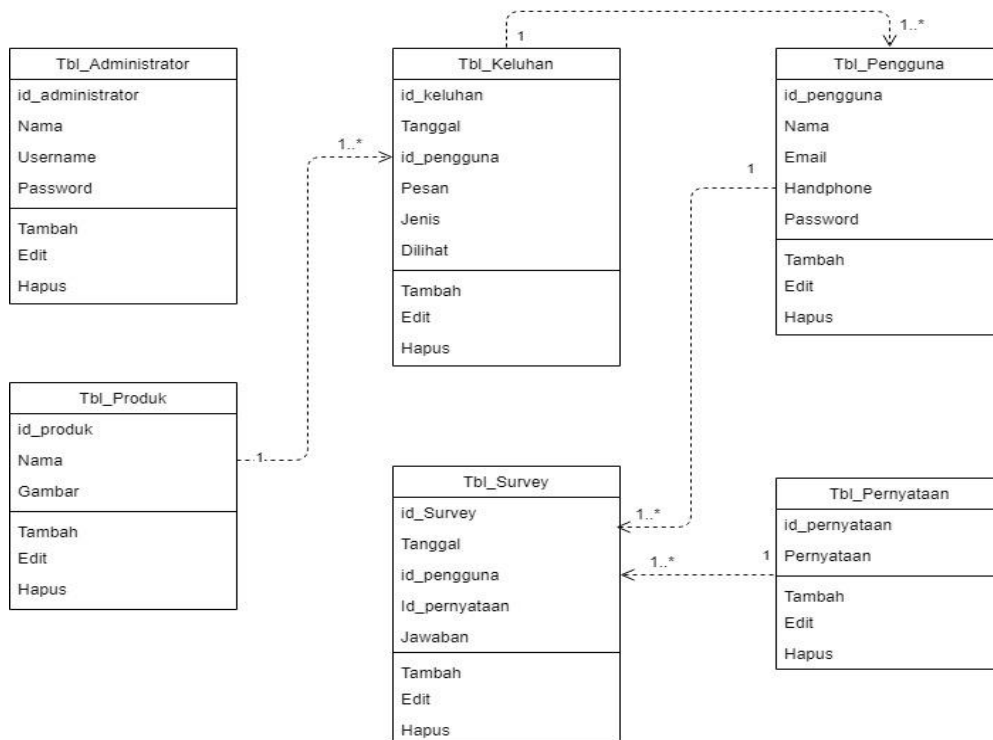 Tbl_Administrator
id_administrator
Nama
Username
Password
Tambah
Edit
Hapus
1
1..*
Tbl_Keluhan
id_keluhan
Tanggal
id_pengguna
Pesan
Jenis
Dilihat
Tambah
Edit
Hapus
Tbl_Pengguna
id_pengguna
Nama
Email
Handphone
Password
Tambah
Edit
Hapus
1..*
1
Tbl_Produk
id_produk
Nama
Gambar
Tambah
Edit
Hapus
1
Tbl_Survey
id_Survey
Tanggal
id_pengguna
Id_pernyataan
Jawaban
Tambah
Edit
Hapus
1..*
1..*
1
Tbl_Pernyataan
id_pernyataan
Pernyataan
Tambah
Edit
Hapus